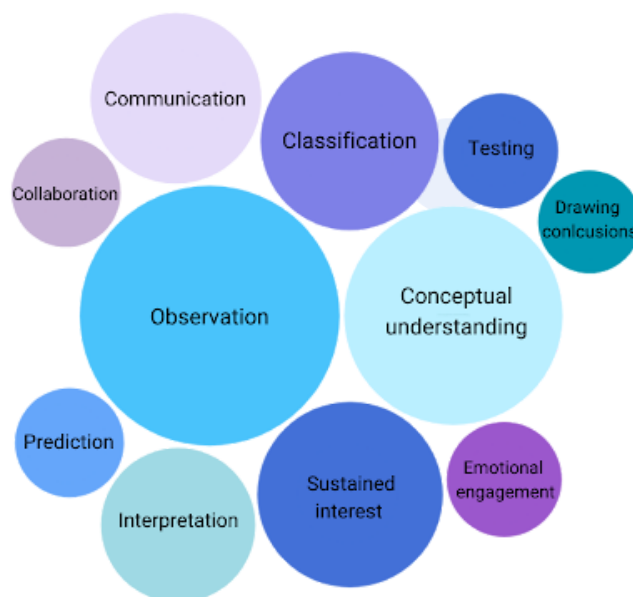 Communication
Classification
Testing
Collaboration
Drawing
conlcusions
Observation
Conceptual
understanding
Prediction
Interpretation
Sustained
interest
Emotional
engagement